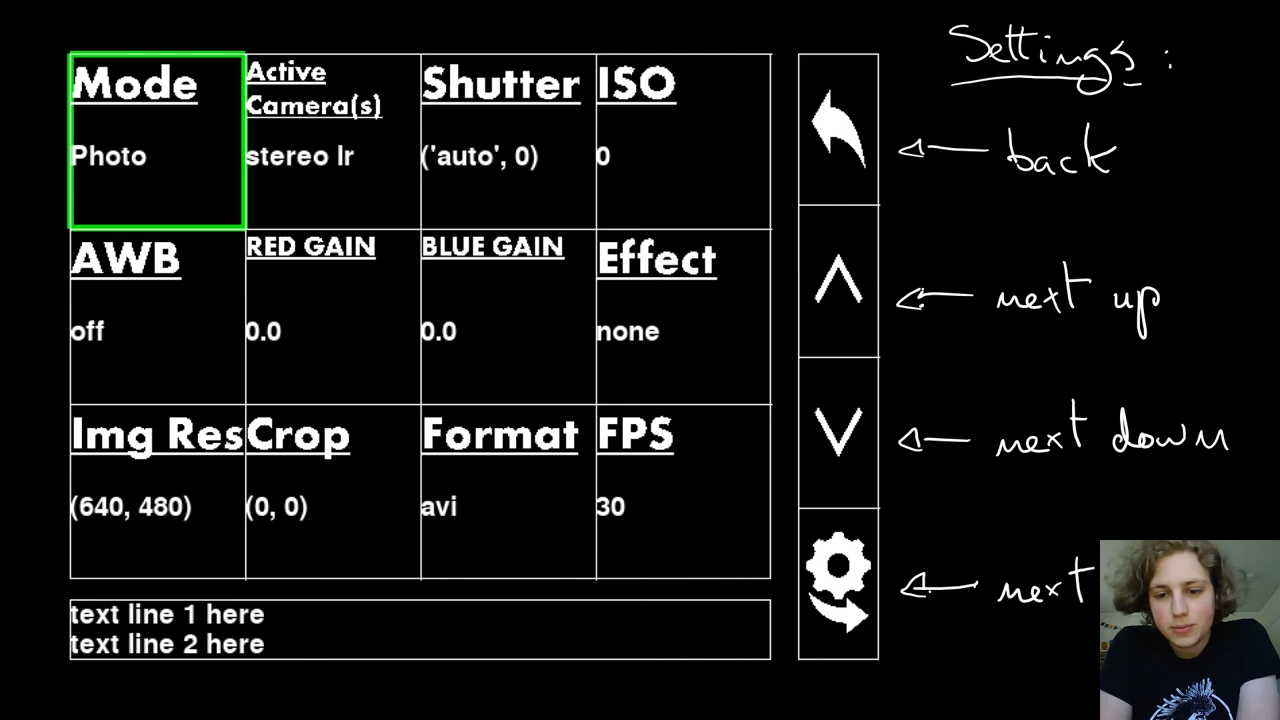 Settings :
Mode
Photo
Active
Camera(s)
stereo lr
Shutter
('auto', 0)
ISO
0
back
AWB
off
RED GAIN
0.0
BLUE GAIN
0.0
Effect
none
next up
Img Res
(640, 480)
Crop
(0, 0)
Format
avi
FPS
30
next down
next
text line 1 here
text line 2 here